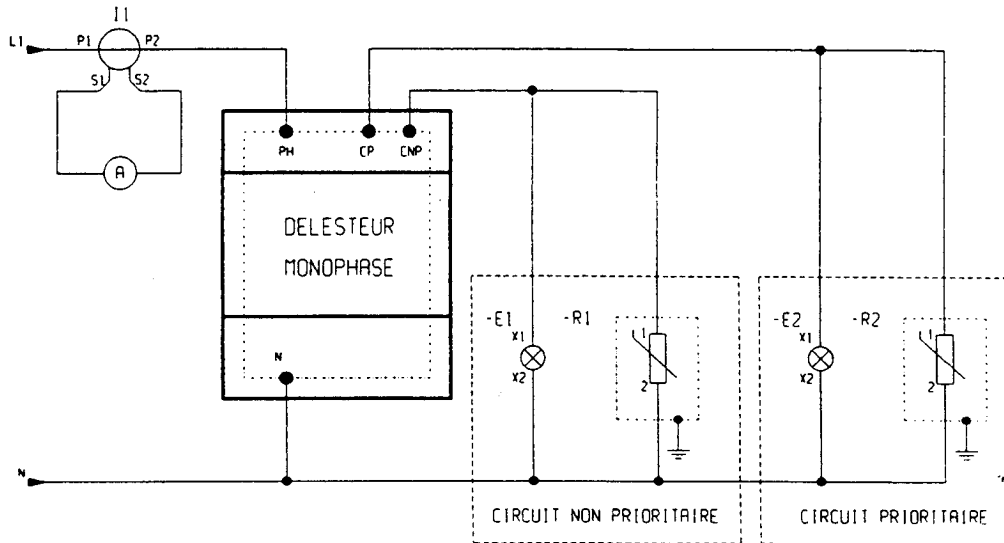 I1
L1 P1 P2
S1 S2
A
PH CP CNP
DELESTEUR
MONOPHASE
N
-E1 -R1
X1
X2
1
2
-E2 -R2
X1
X2
1
2
N
CIRCUIT NON PRIORITAIRE
CIRCUIT PRIORITAIRE